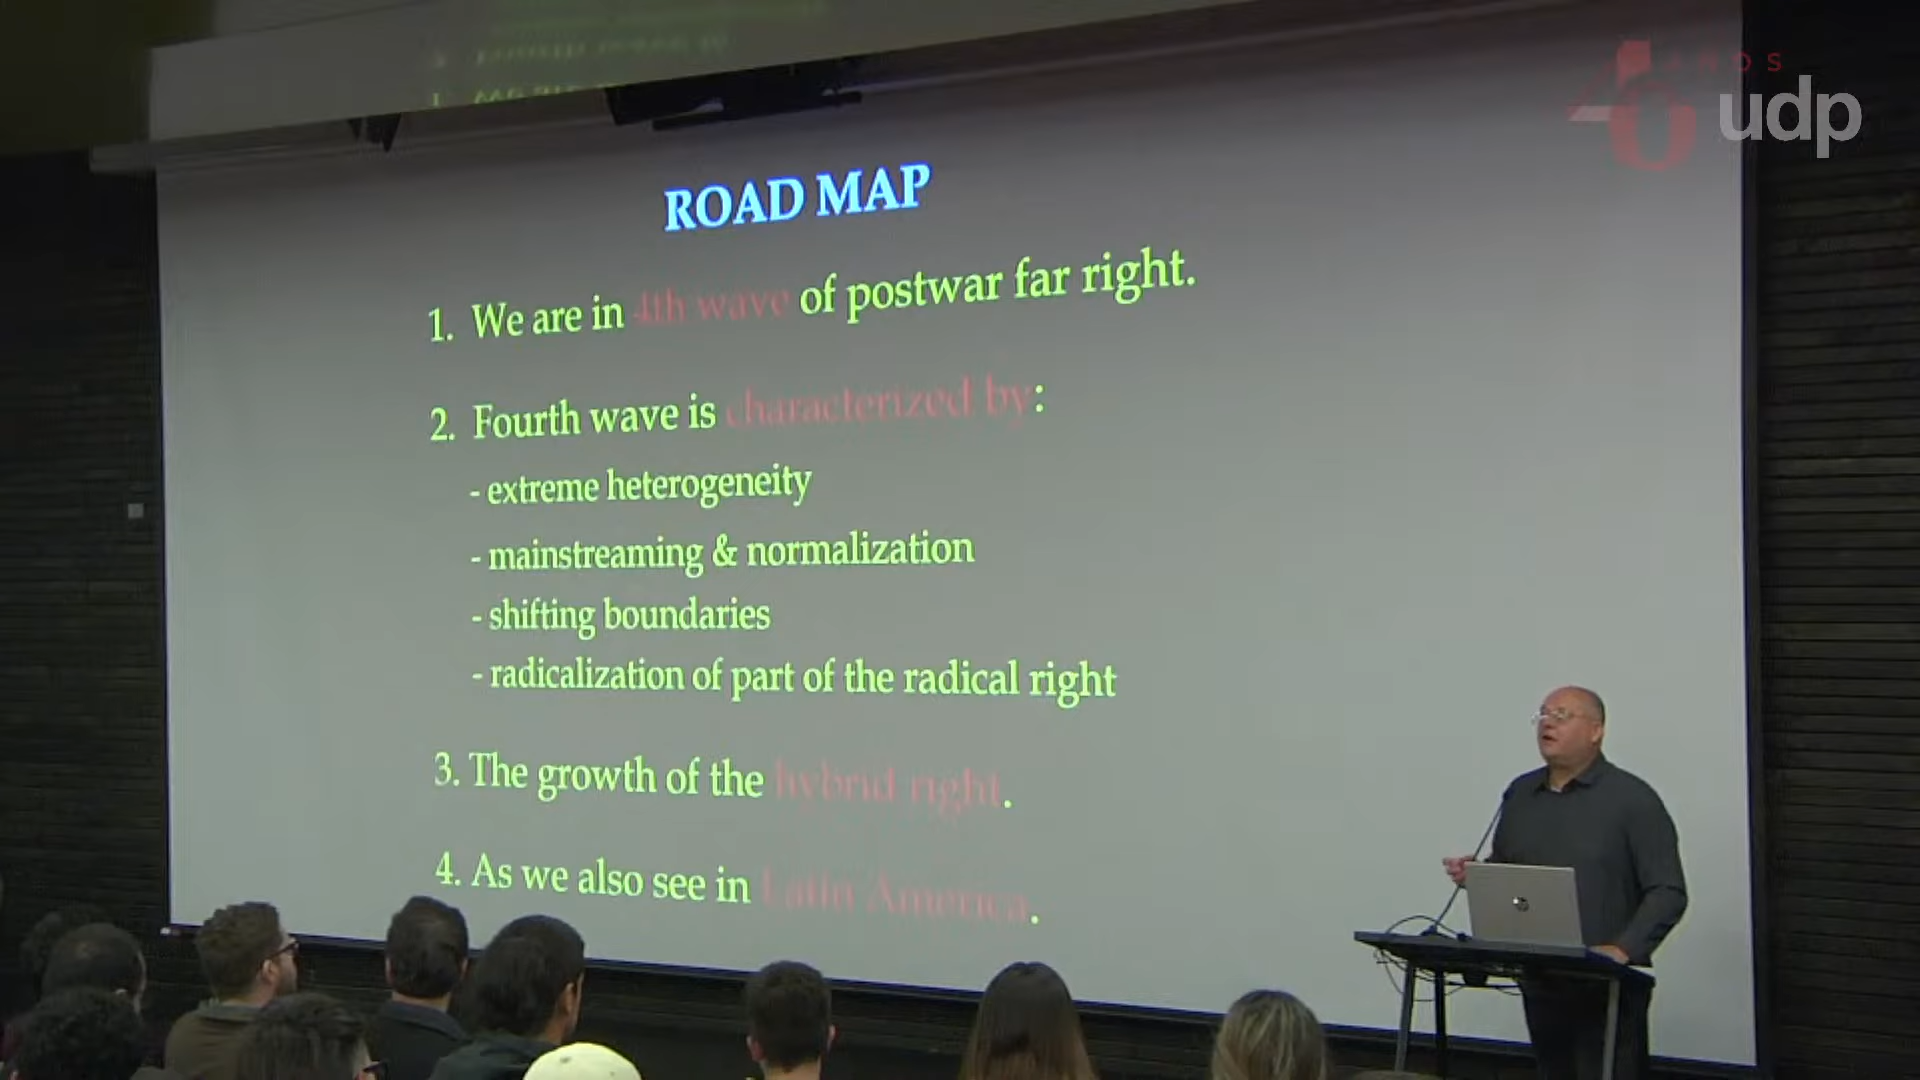 AÑOS
40 udp
ROAD MAP
1. We are in 4th wave of postwar far right.
2. Fourth wave is characterized by:
- extreme heterogeneity
- mainstreaming & normalization
- shifting boundaries
- radicalization of part of the radical right
3. The growth of the hybrid right.
4. As we also see in Latin America.